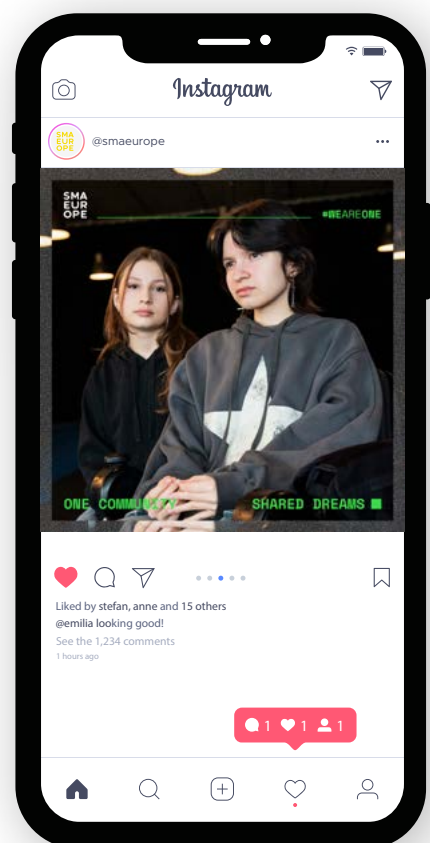 Instagram
SMA
EUR
OPE
@smaeurope
SMA
EUR
OPE
#WEAREONE
ONE COMMUNITY
SHARED DREAMS
Liked by stefan, anne and 15 others
@emilia looking good!
See the 1,234 comments
1 hours ago
1 1 1